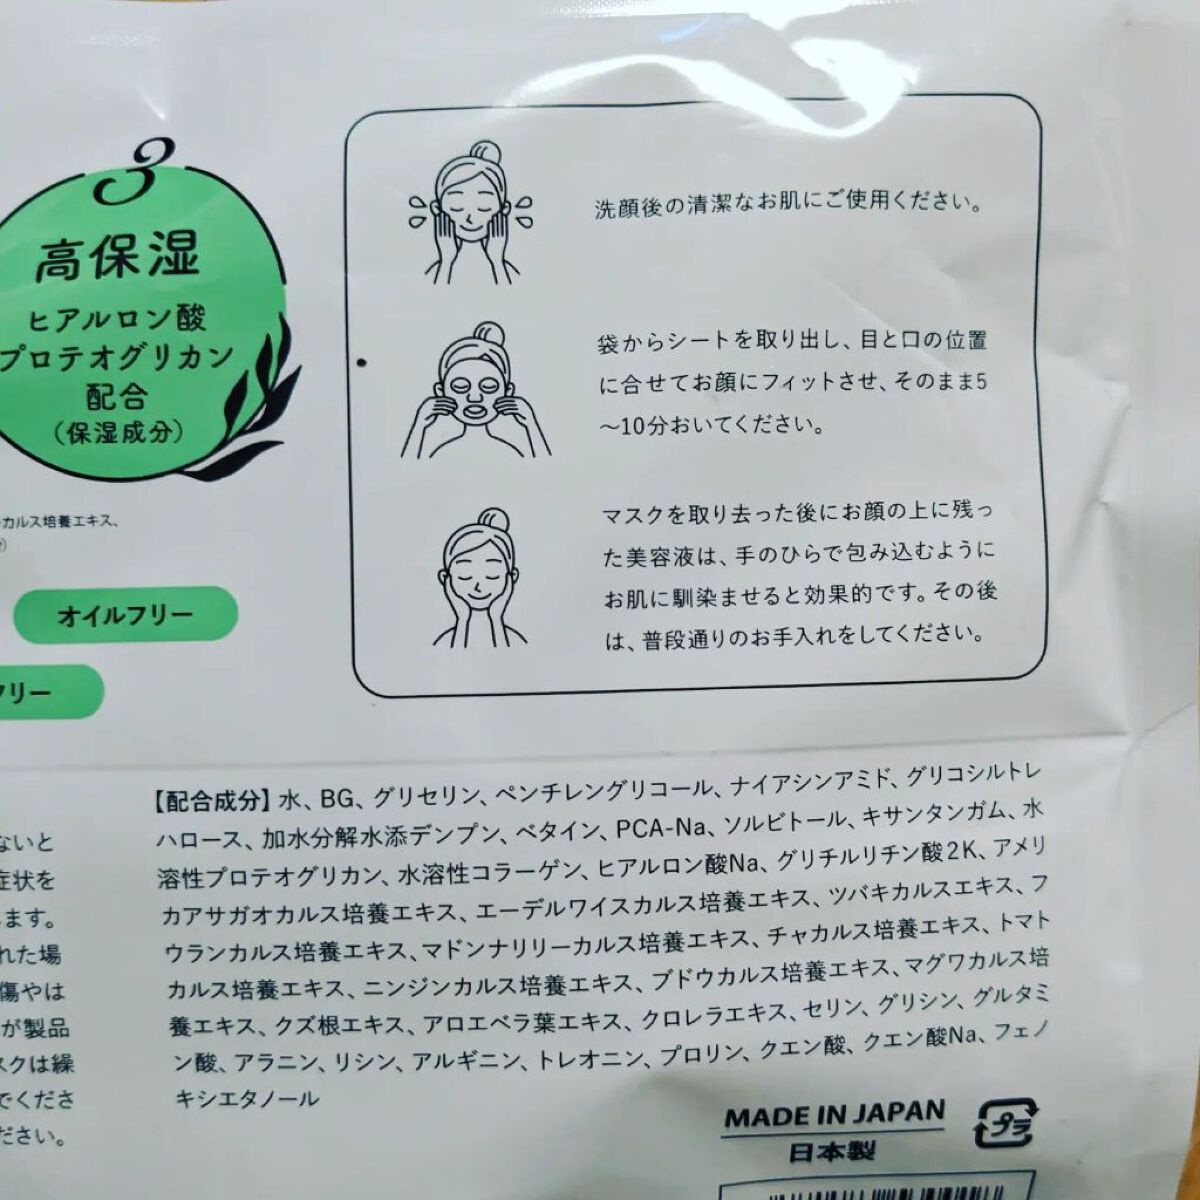 3
高保湿
ヒアルロン酸
プロテオグリカン
配合
（保湿成分）
カルス培養エキス、
オイルフリー
フリー
洗顔後の清潔なお肌にご使用ください。
袋からシートを取り出し、目と口の位置
に合せてお顔にフィットさせ、そのまま5
〜10分おいてください。
マスクを取り去った後にお顔の上に残っ
た美容液は、手のひらで包み込むように
お肌に馴染ませると効果的です。その後
は、普段通りのお手入れをしてください。
ないと
症状を
ます。
れた場
傷やは
が製品
スクは繰
でくださ
ださい。
【配合成分】水、BG、グリセリン、ペンチレングリコール、ナイアシンアミド、グリコシルトレ
ハロース、加水分解水添デンプン、ベタイン、PCA-Na、ソルビトール、キサンタンガム、水
溶性プロテオグリカン、水溶性コラーゲン、ヒアルロン酸Na、グリチルリチン酸2K、アメリ
カアサガオカルス培養エキス、エーデルワイスカルス培養エキス、ツバキカルスエキス、フ
ウランカルス培養エキス、マドンナリリーカルス培養エキス、チャカルス培養エキス、トマト
カルス培養エキス、ニンジンカルス培養エキス、ブドウカルス培養エキス、マグワカルス培
養エキス、クズ根エキス、アロエベラ葉エキス、クロレラエキス、セリン、グリシン、グルタミ
ン酸、アラニン、リシン、アルギニン、トレオニン、プロリン、クエン酸、クエン酸Na、フェノ
キシエタノール
MADE IN JAPAN
日本製
プラ